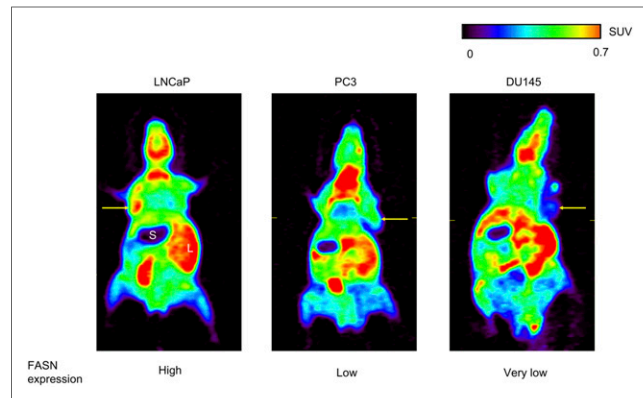 SUV
0 0.7
LNCaP PC3 DU145
S L
FASN
expression High Low Very low